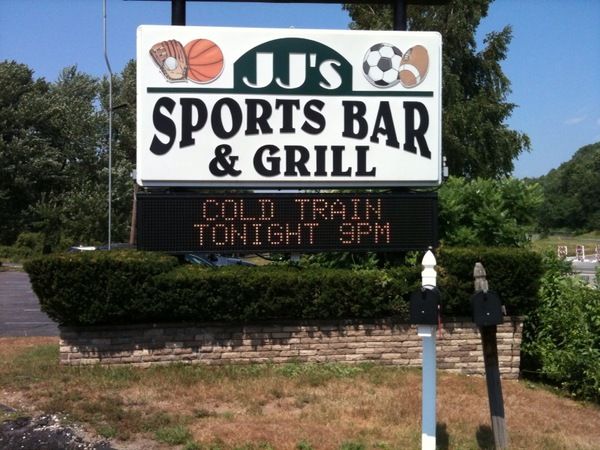 JJ'S
SPORTS BAR
& GRILL
COLD TRAIN
TONIGHT 9PM